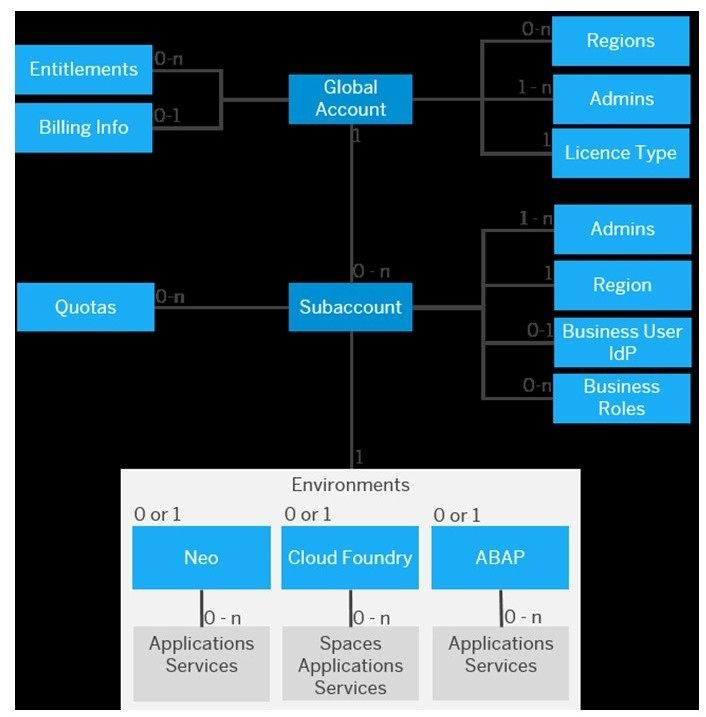 0-n
Regions
Entitlements
0-n
Global
Account
1 - n
Admins
Billing Info
0-1
1
1
Licence Type
1 - n
Admins
0 - n
1
Region
Quotas
0-n
Subaccount
0-1
Business User
IdP
0-n
Business
Roles
1
Environments
0 or 1
0 or 1
0 or 1
Neo
Cloud Foundry
ABAP
0 - n
0 - n
0 - n
Applications
Services
Spaces
Applications
Services
Applications
Services